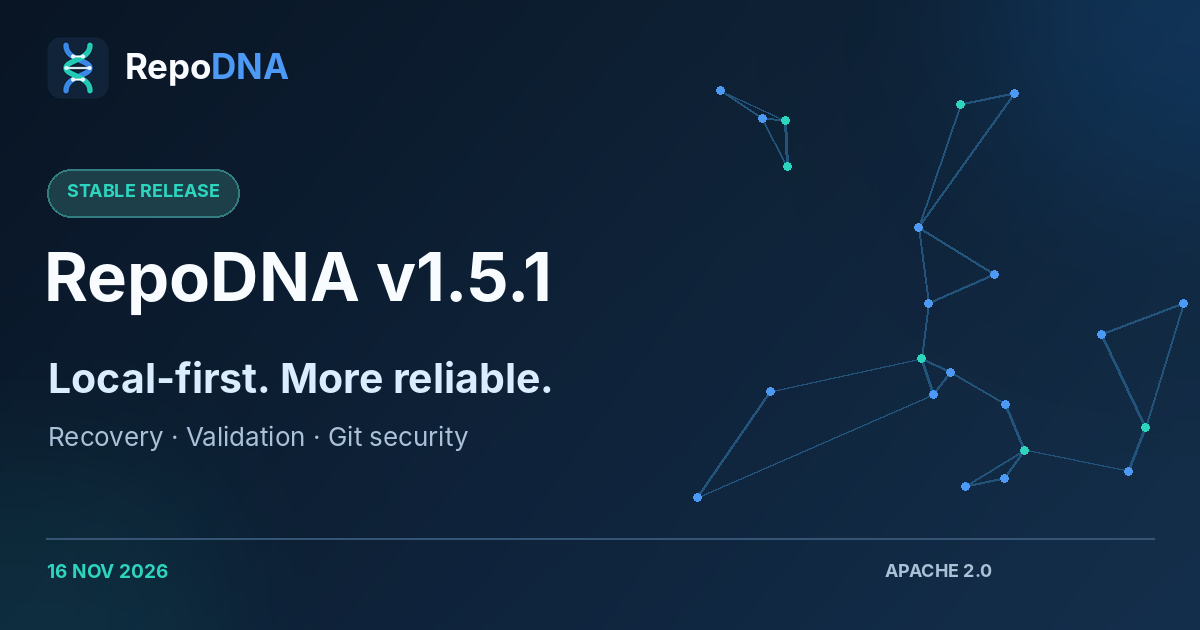 RepoDNA
STABLE RELEASE
RepoDNA v1.5.1
Local-first. More reliable.
Recovery · Validation · Git security
16 NOV 2026
APACHE 2.0